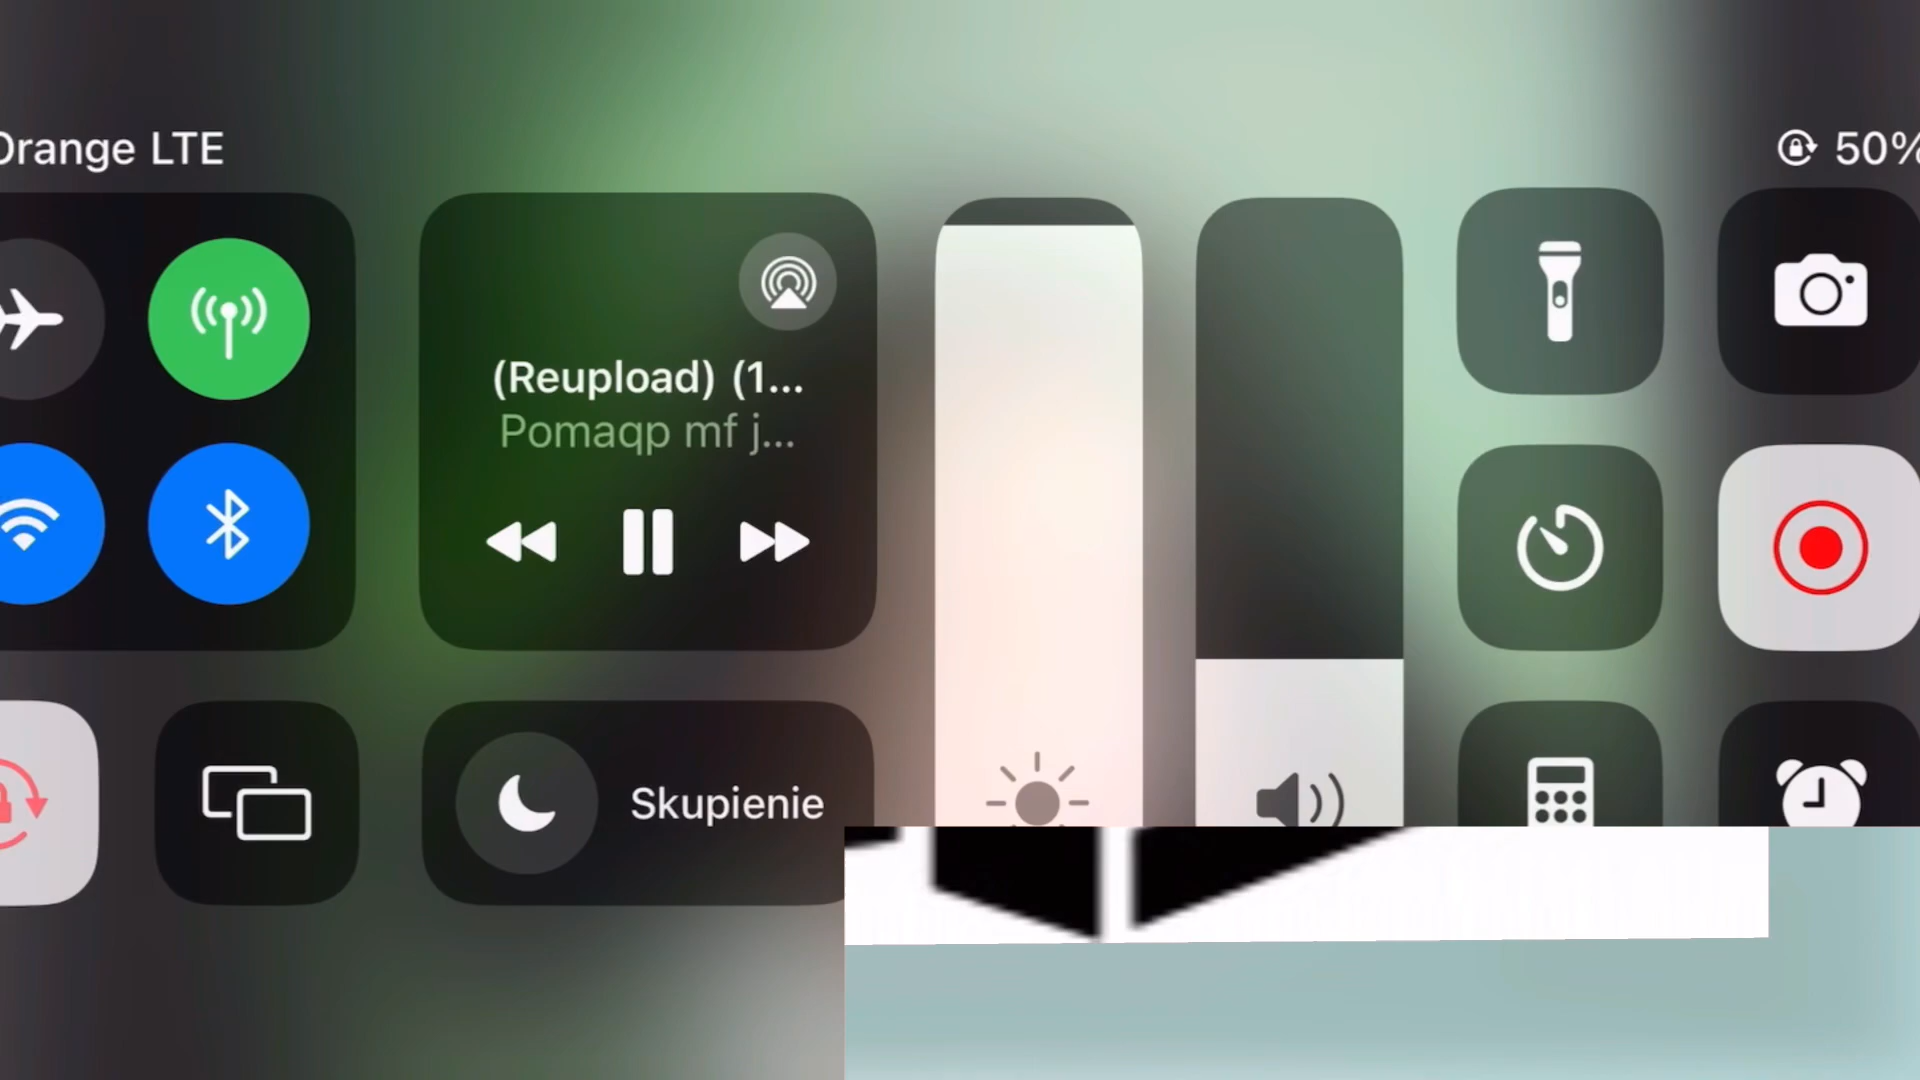 Orange LTE
50%
(Reupload) (1...
Pomaqp mf j...
Skupienie